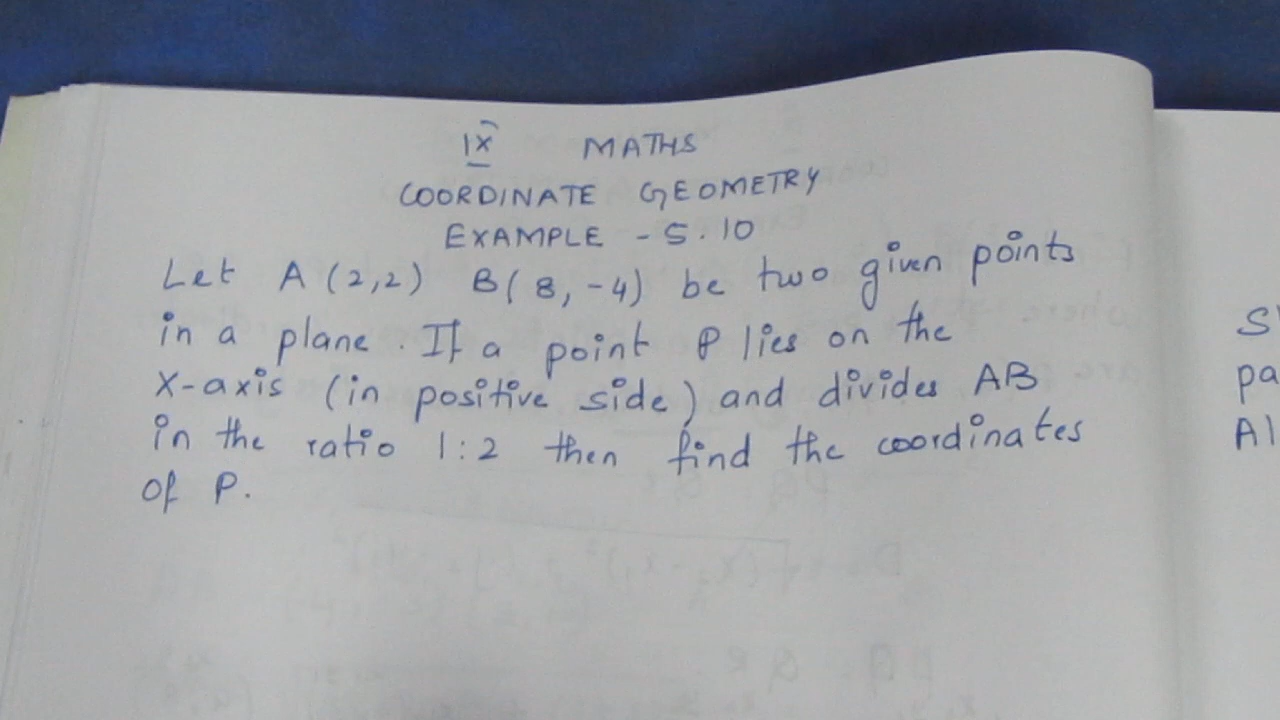 IX MATHS
COORDINATE GEOMETRY
EXAMPLE - 5.10
Let A (2,2) B(8,-4) be two given points
in a plane. If a point P lies on the
X-axis (in positive side) and divides AB
in the ratio 1:2 then find the coordinates
of P.
pa